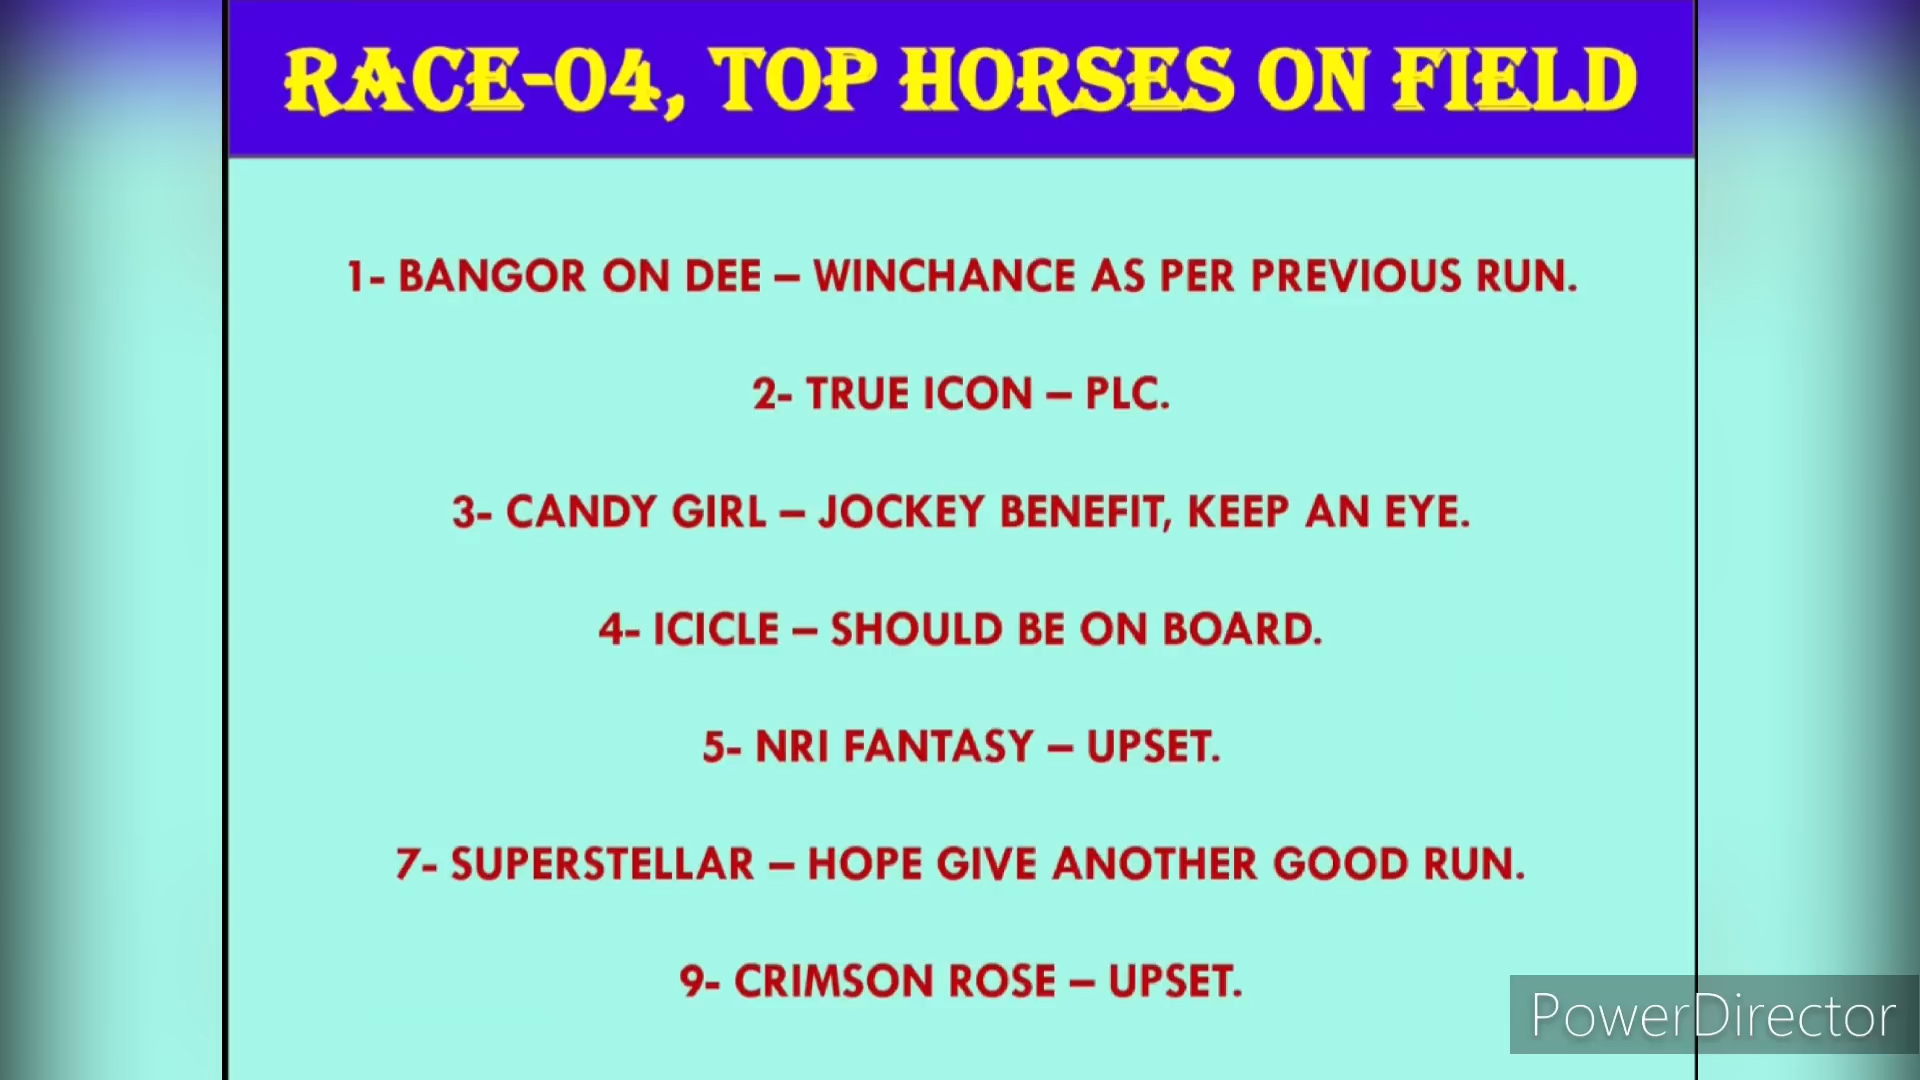 RACE-04, TOP HORSES ON FIELD
1- BANGOR ON DEE – WINCHANCE AS PER PREVIOUS RUN.
2- TRUE ICON – PLC.
3- CANDY GIRL – JOCKEY BENEFIT, KEEP AN EYE.
4- ICICLE – SHOULD BE ON BOARD.
5- NRI FANTASY – UPSET.
7- SUPERSTELLAR – HOPE GIVE ANOTHER GOOD RUN.
9- CRIMSON ROSE – UPSET.
PowerDirector